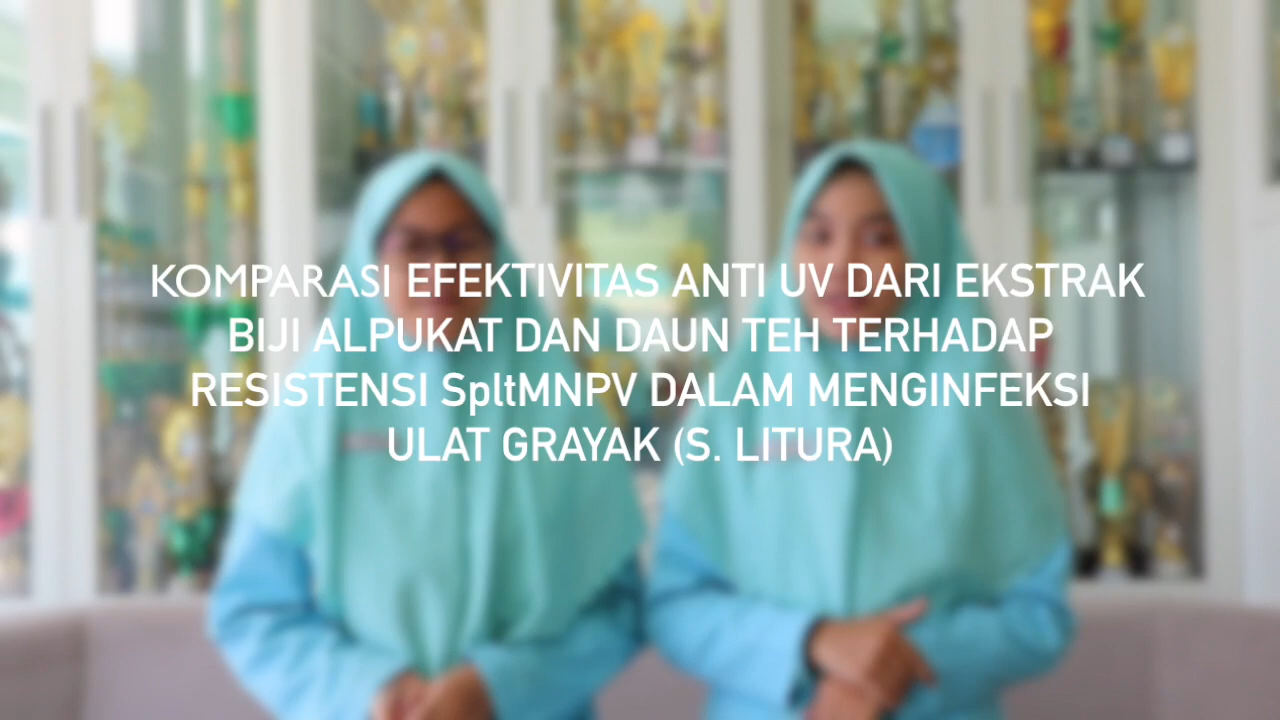 KOMPARASI EFEKTIVITAS ANTI UV DARI EKSTRAK
BIJI ALPUKAT DAN DAUN TEH TERHADAP
RESISTENSI SpltMNPV DALAM MENGINFEKSI
ULAT GRAYAK (S. LITURA)